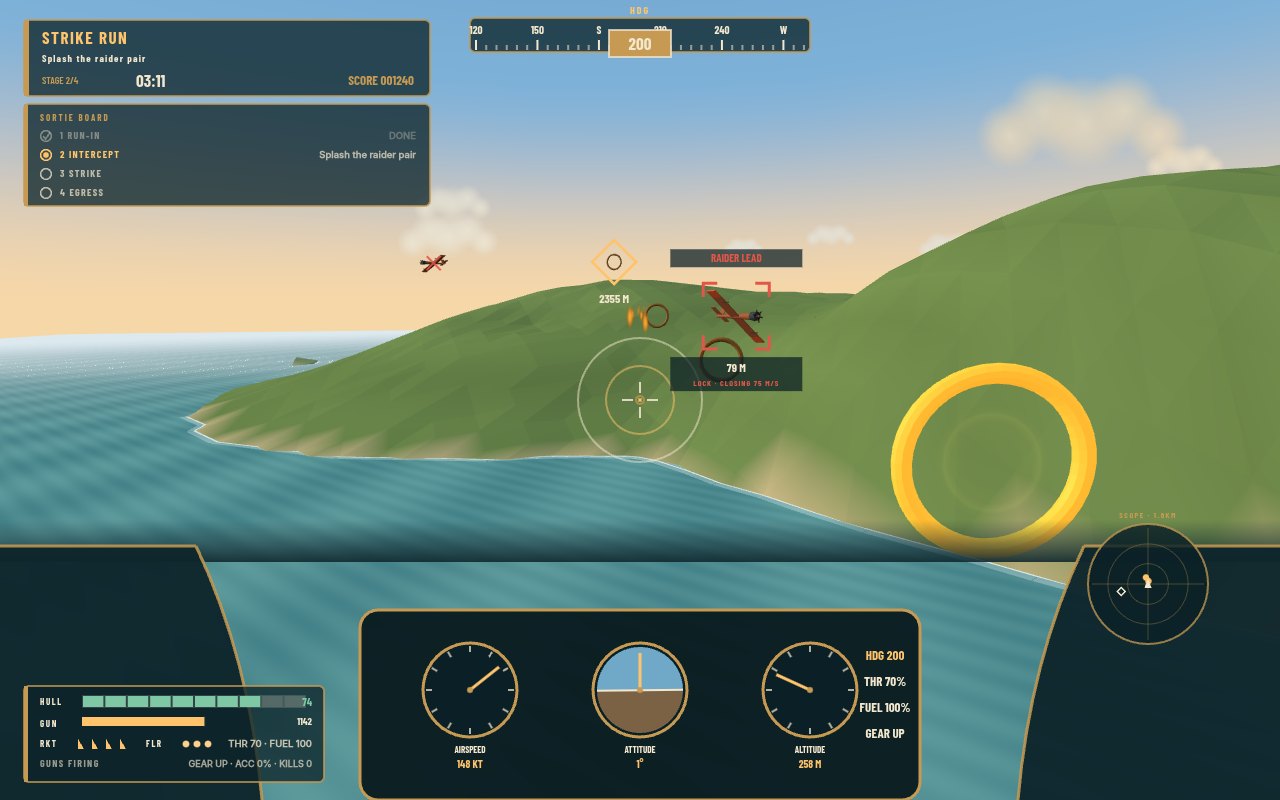 HDG
120 150 S 210 240 W
200
STRIKE RUN
Splash the raider pair
STAGE 2/4 03:11 SCORE 001240
SORTIE BOARD
1 RUN-IN DONE
2 INTERCEPT Splash the raider pair
3 STRIKE
4 EGRESS
RAIDER LEAD
2355 M
79 M
LOCK · CLOSING 75 M/S
SCOPE · 1.8KM
HULL 74
GUN 1142
RKT FLR THR 70 · FUEL 100
GUNS FIRING GEAR UP · ACC 0% · KILLS 0
AIRSPEED
148 KT
ATTITUDE
1°
ALTITUDE
258 M
HDG 200
THR 70%
FUEL 100%
GEAR UP